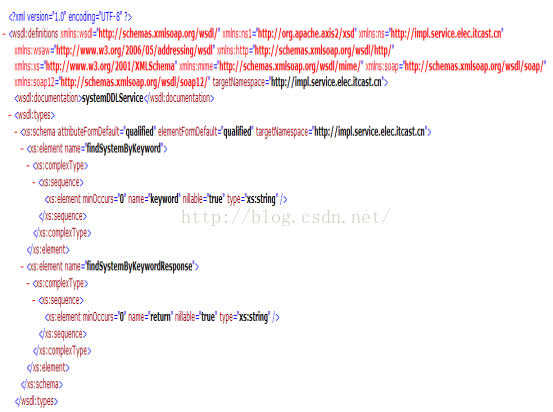 <?xml version="1.0" encoding="UTF-8" ?>
- <wsdl:definitions xmlns:wsdl="http://schemas.xmlsoap.org/wsdl/" xmlns:ns1="http://org.apache.axis2/xsd" xmlns:ns="http://impl.service.elec.itcast.cn"
xmlns:wsaw="http://www.w3.org/2006/05/addressing/wsdl" xmlns:http="http://schemas.xmlsoap.org/wsdl/http/"
xmlns:xs="http://www.w3.org/2001/XMLSchema" xmlns:mime="http://schemas.xmlsoap.org/wsdl/mime/" xmlns:soap="http://schemas.xmlsoap.org/wsdl/soap/"
xmlns:soap12="http://schemas.xmlsoap.org/wsdl/soap12/" targetNamespace="http://impl.service.elec.itcast.cn">
<wsdl:documentation>systemDDLService</wsdl:documentation>
- <wsdl:types>
- <xs:schema attributeFormDefault="qualified" elementFormDefault="qualified" targetNamespace="http://impl.service.elec.itcast.cn">
- <xs:element name="findSystemByKeyword">
- <xs:complexType>
- <xs:sequence>
<xs:element minOccurs="0" name="keyword" nillable="true" type="xs:string" />
</xs:sequence>
http://blog.csdn.net/
</xs:complexType>
</xs:element>
- <xs:element name="findSystemByKeywordResponse">
- <xs:complexType>
- <xs:sequence>
<xs:element minOccurs="0" name="return" nillable="true" type="xs:string" />
</xs:sequence>
</xs:complexType>
</xs:element>
</xs:schema>
</wsdl:types>